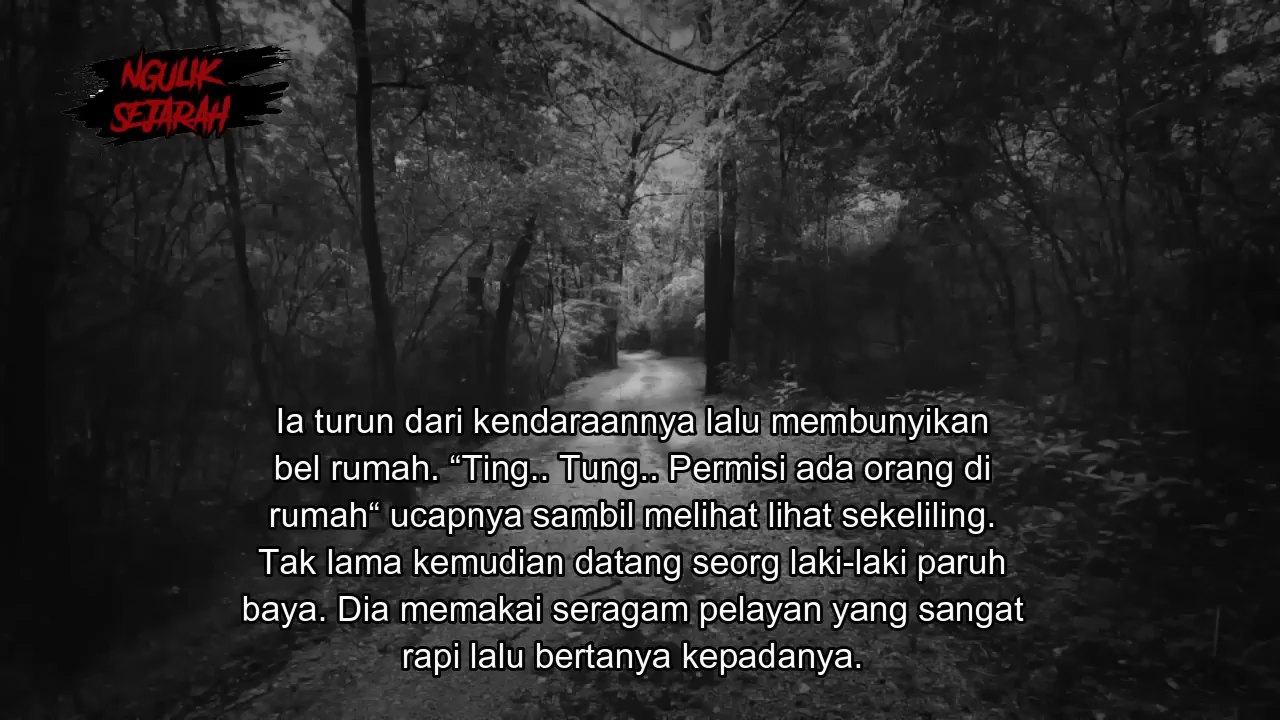 NGULIK
SEJARAH
Ia turun dari kendaraannya lalu membunyikan
bel rumah. “Ting.. Tung.. Permisi ada orang di
rumah“ ucapnya sambil melihat lihat sekeliling.
Tak lama kemudian datang seorg laki-laki paruh
baya. Dia memakai seragam pelayan yang sangat
rapi lalu bertanya kepadanya.